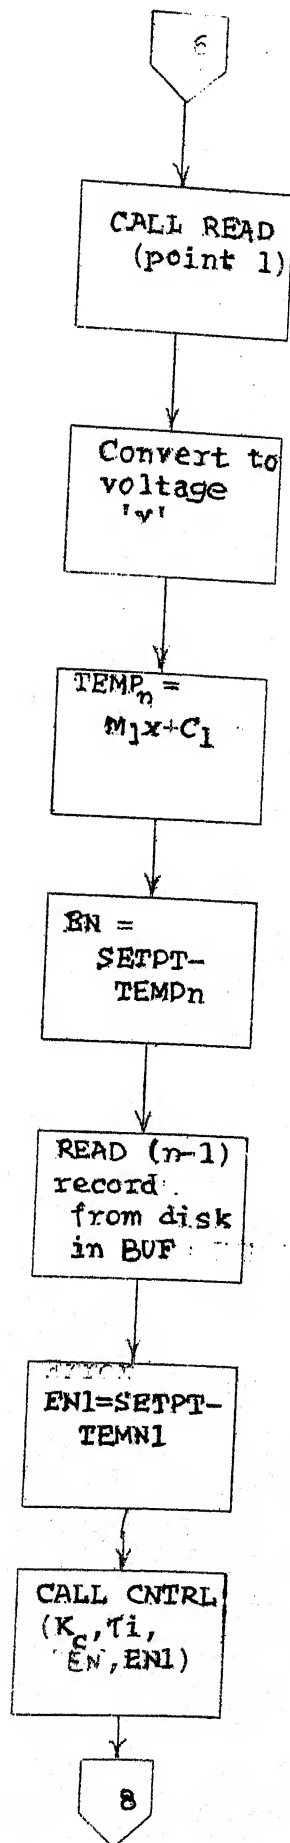 6
CALL READ
(point 1)
Convert to
voltage
'v'
TEMPn =
M1x+C1
EN =
SETPT-
TEMPn
READ (n-1)
record
from disk
in BUF
EN1=SETPT-
TEMN1
CALL CNTRL
(Kc,τi,
EN,EN1)
8